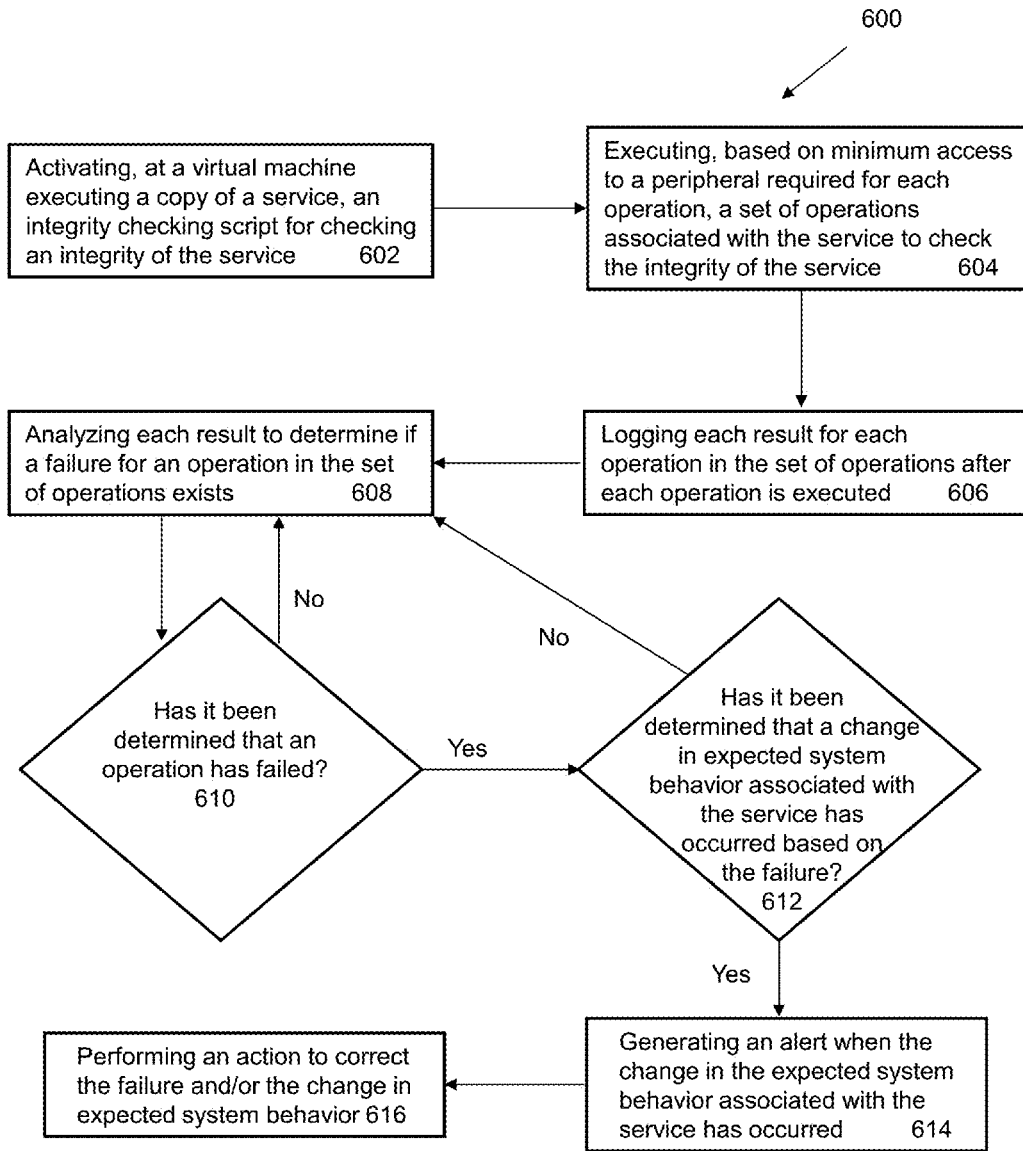 600
Activating, at a virtual machine
executing a copy of a service, an
integrity checking script for checking
an integrity of the service 602
Executing, based on minimum access
to a peripheral required for each
operation, a set of operations
associated with the service to check
the integrity of the service 604
Analyzing each result to determine if
a failure for an operation in the set
of operations exists 608
Logging each result for each
operation in the set of operations after
each operation is executed 606
No
No
Has it been
determined that an
operation has failed?
610
Yes
Has it been
determined that a change
in expected system
behavior associated with
the service has
occurred based on
the failure?
612
Yes
Performing an action to correct
the failure and/or the change in
expected system behavior 616
Generating an alert when the
change in the expected system
behavior associated with the
service has occurred 614